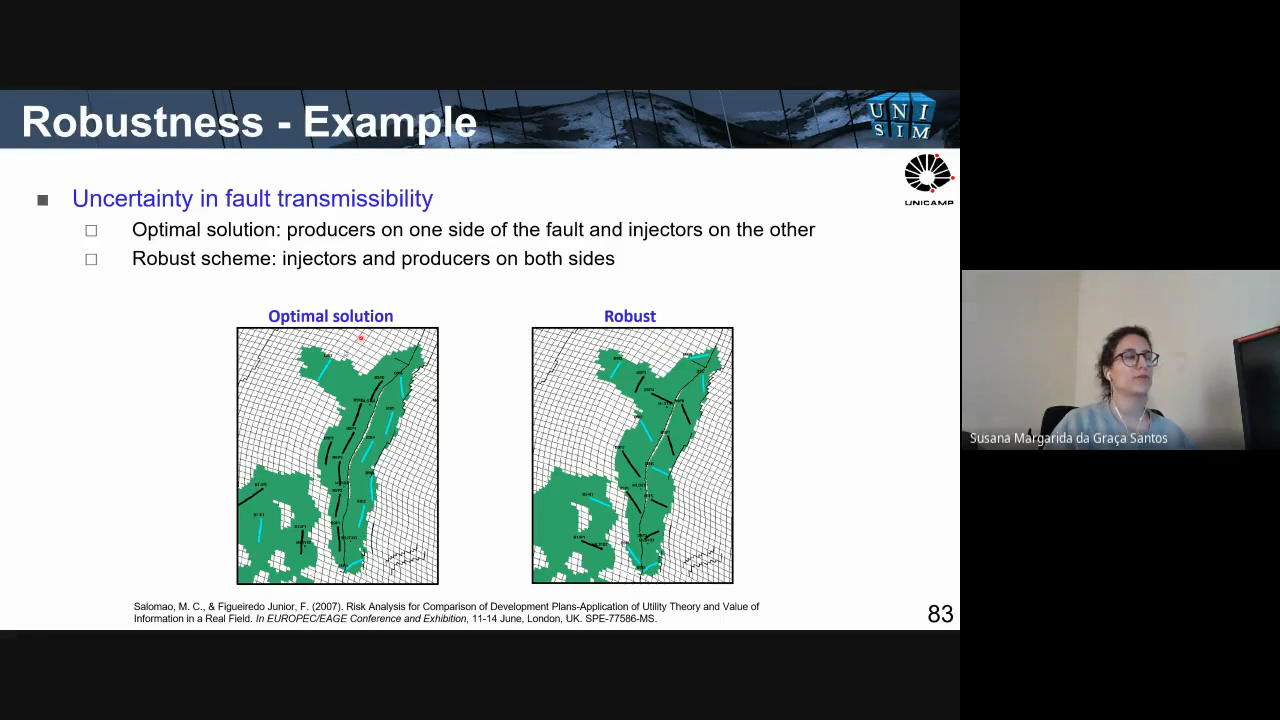 Robustness - Example
UNI
SIM
UNICAMP
Uncertainty in fault transmissibility
Optimal solution: producers on one side of the fault and injectors on the other
Robust scheme: injectors and producers on both sides
Optimal solution
Robust
Susana Margarida da Graça Santos
Salomao, M. C., & Figueiredo Junior, F. (2007). Risk Analysis for Comparison of Development Plans-Application of Utility Theory and Value of
Information in a Real Field. In EUROPEC/EAGE Conference and Exhibition, 11-14 June, London, UK. SPE-77586-MS.
83